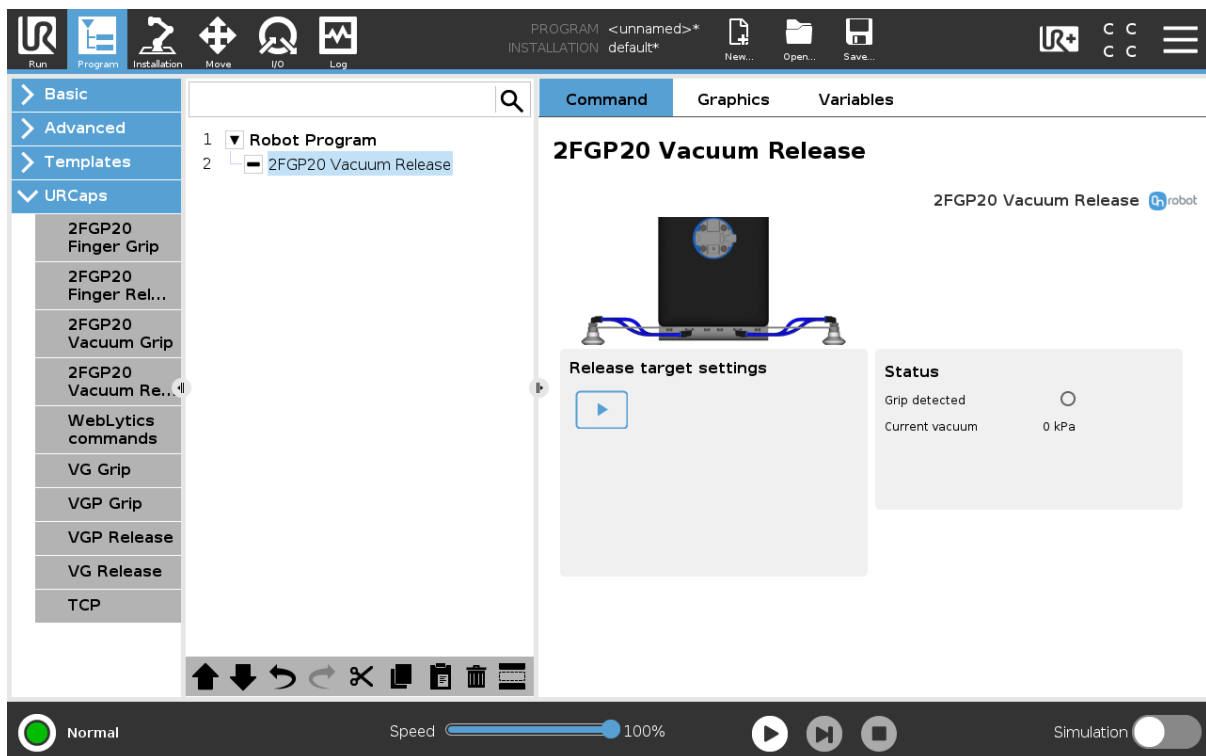 PROGRAM <unnamed>*
INSTALLATION default*
UR
UR+
C C
C C
Run
Program
Installation
Move
I/O
Log
New...
Open...
Save...
Basic
Advanced
Templates
URCaps
2FGP20
Finger Grip
2FGP20
Finger Rel...
2FGP20
Vacuum Grip
2FGP20
Vacuum Re...
WebLytics
commands
VG Grip
VGP Grip
VGP Release
VG Release
TCP
1 Robot Program
2 2FGP20 Vacuum Release
Command Graphics Variables
2FGP20 Vacuum Release
2FGP20 Vacuum Release Onrobot
Release target settings
Status
Grip detected
Current vacuum 0 kPa
Normal
Speed 100%
Simulation